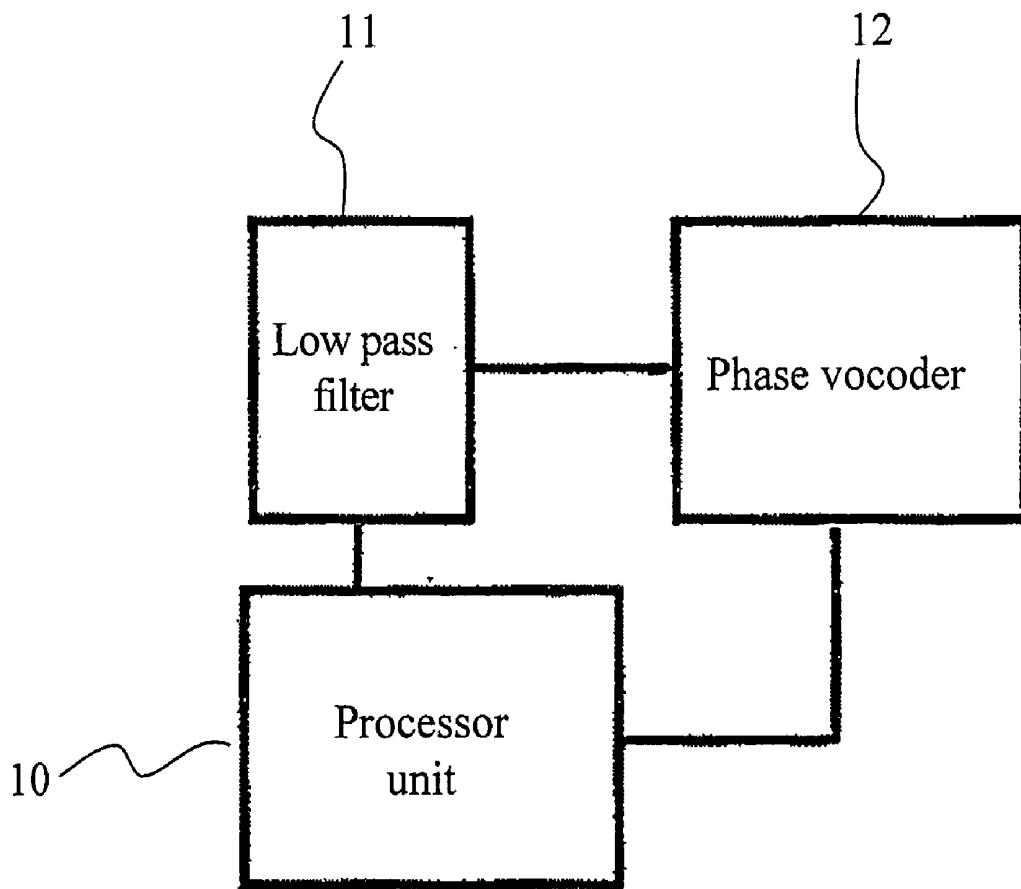 11
12
Low pass
filter
Phase vocoder
Processor
unit
10